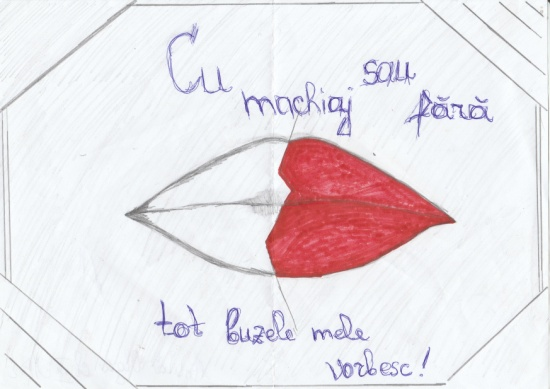 Cu machiaj sau fără
tot buzele mele
vorbesc!